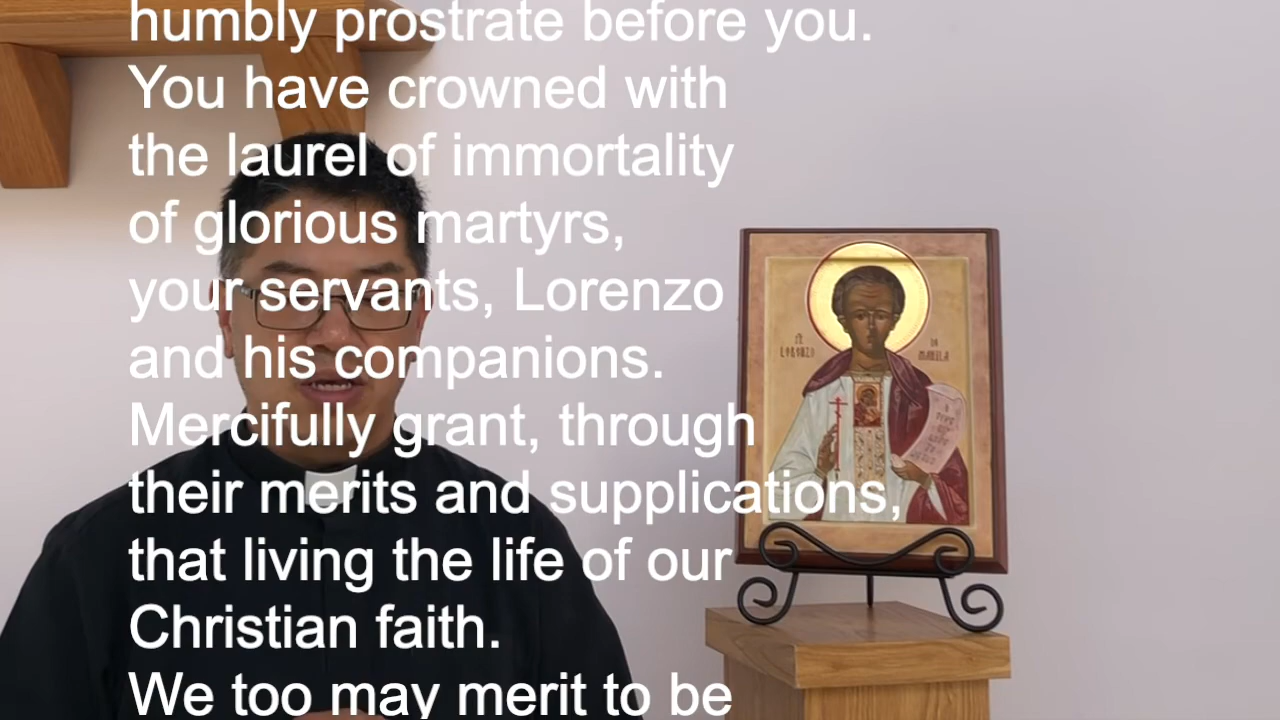 humbly prostrate before you.
You have crowned with
the laurel of immortality
of glorious martyrs,
your servants, Lorenzo
and his companions.
Mercifully grant, through
their merits and supplications,
that living the life of our
Christian faith.
We too may merit to be
LORENZO
MANILA